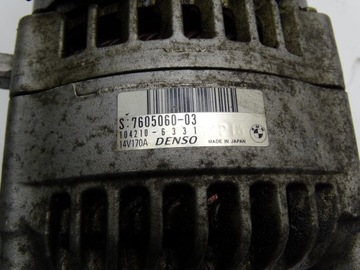 S:7605060-03
104210-6331
14V170A DENSO MADE IN JAPAN